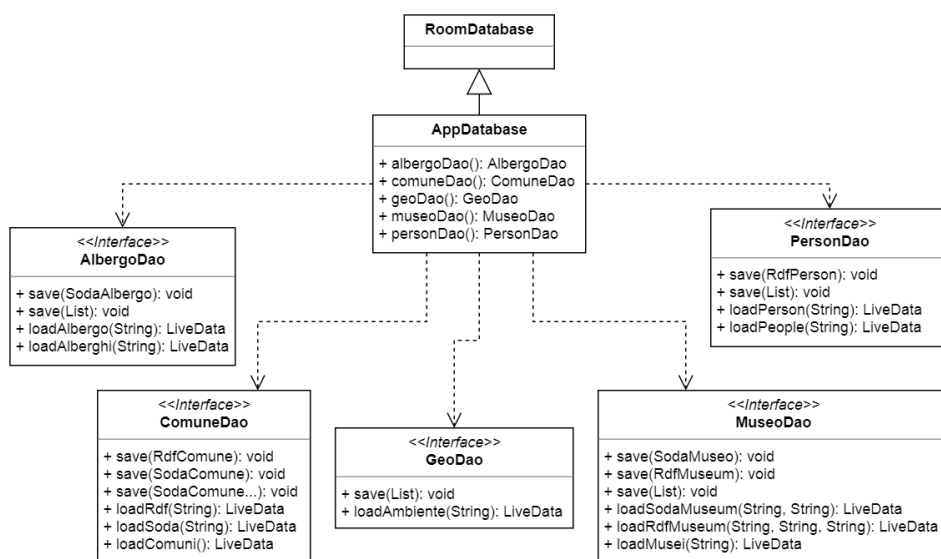 RoomDatabase
AppDatabase
+ albergoDao(): AlbergoDao
+ comuneDao(): ComuneDao
+ geoDao(): GeoDao
+ museoDao(): MuseoDao
+ personDao(): PersonDao
<<Interface>>
AlbergoDao
+ save(SodaAlbergo): void
+ save(List): void
+ loadAlbergo(String): LiveData
+ loadAlberghi(String): LiveData
<<Interface>>
PersonDao
+ save(RdfPerson): void
+ save(List): void
+ loadPerson(String): LiveData
+ loadPeople(String): LiveData
<<Interface>>
ComuneDao
+ save(RdfComune): void
+ save(SodaComune): void
+ save(SodaComune...): void
+ loadRdf(String): LiveData
+ loadSoda(String): LiveData
+ loadComuni(): LiveData
<<Interface>>
GeoDao
+ save(List): void
+ loadAmbiente(String): LiveData
<<Interface>>
MuseoDao
+ save(SodaMuseo): void
+ save(RdfMuseum): void
+ save(List): void
+ loadSodaMuseum(String, String): LiveData
+ loadRdfMuseum(String, String, String): LiveData
+ loadMusei(String): LiveData